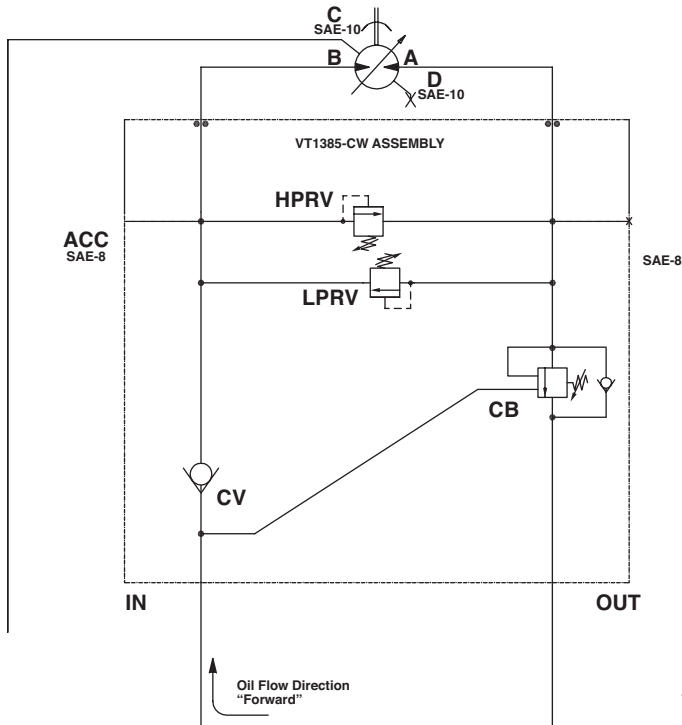 C
SAE-10
B
A
D
SAE-10
VT1385-CW ASSEMBLY
HPRV
ACC
SAE-8
SAE-8
LPRV
CB
CV
IN
OUT
Oil Flow Direction
“Forward”